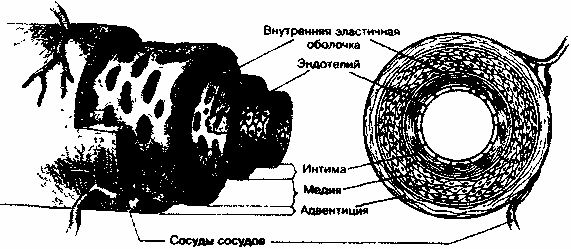 Внутренняя эластичная
оболочка
Эндотелий
Интима
Медия
Адвентиция
Сосуды сосудов